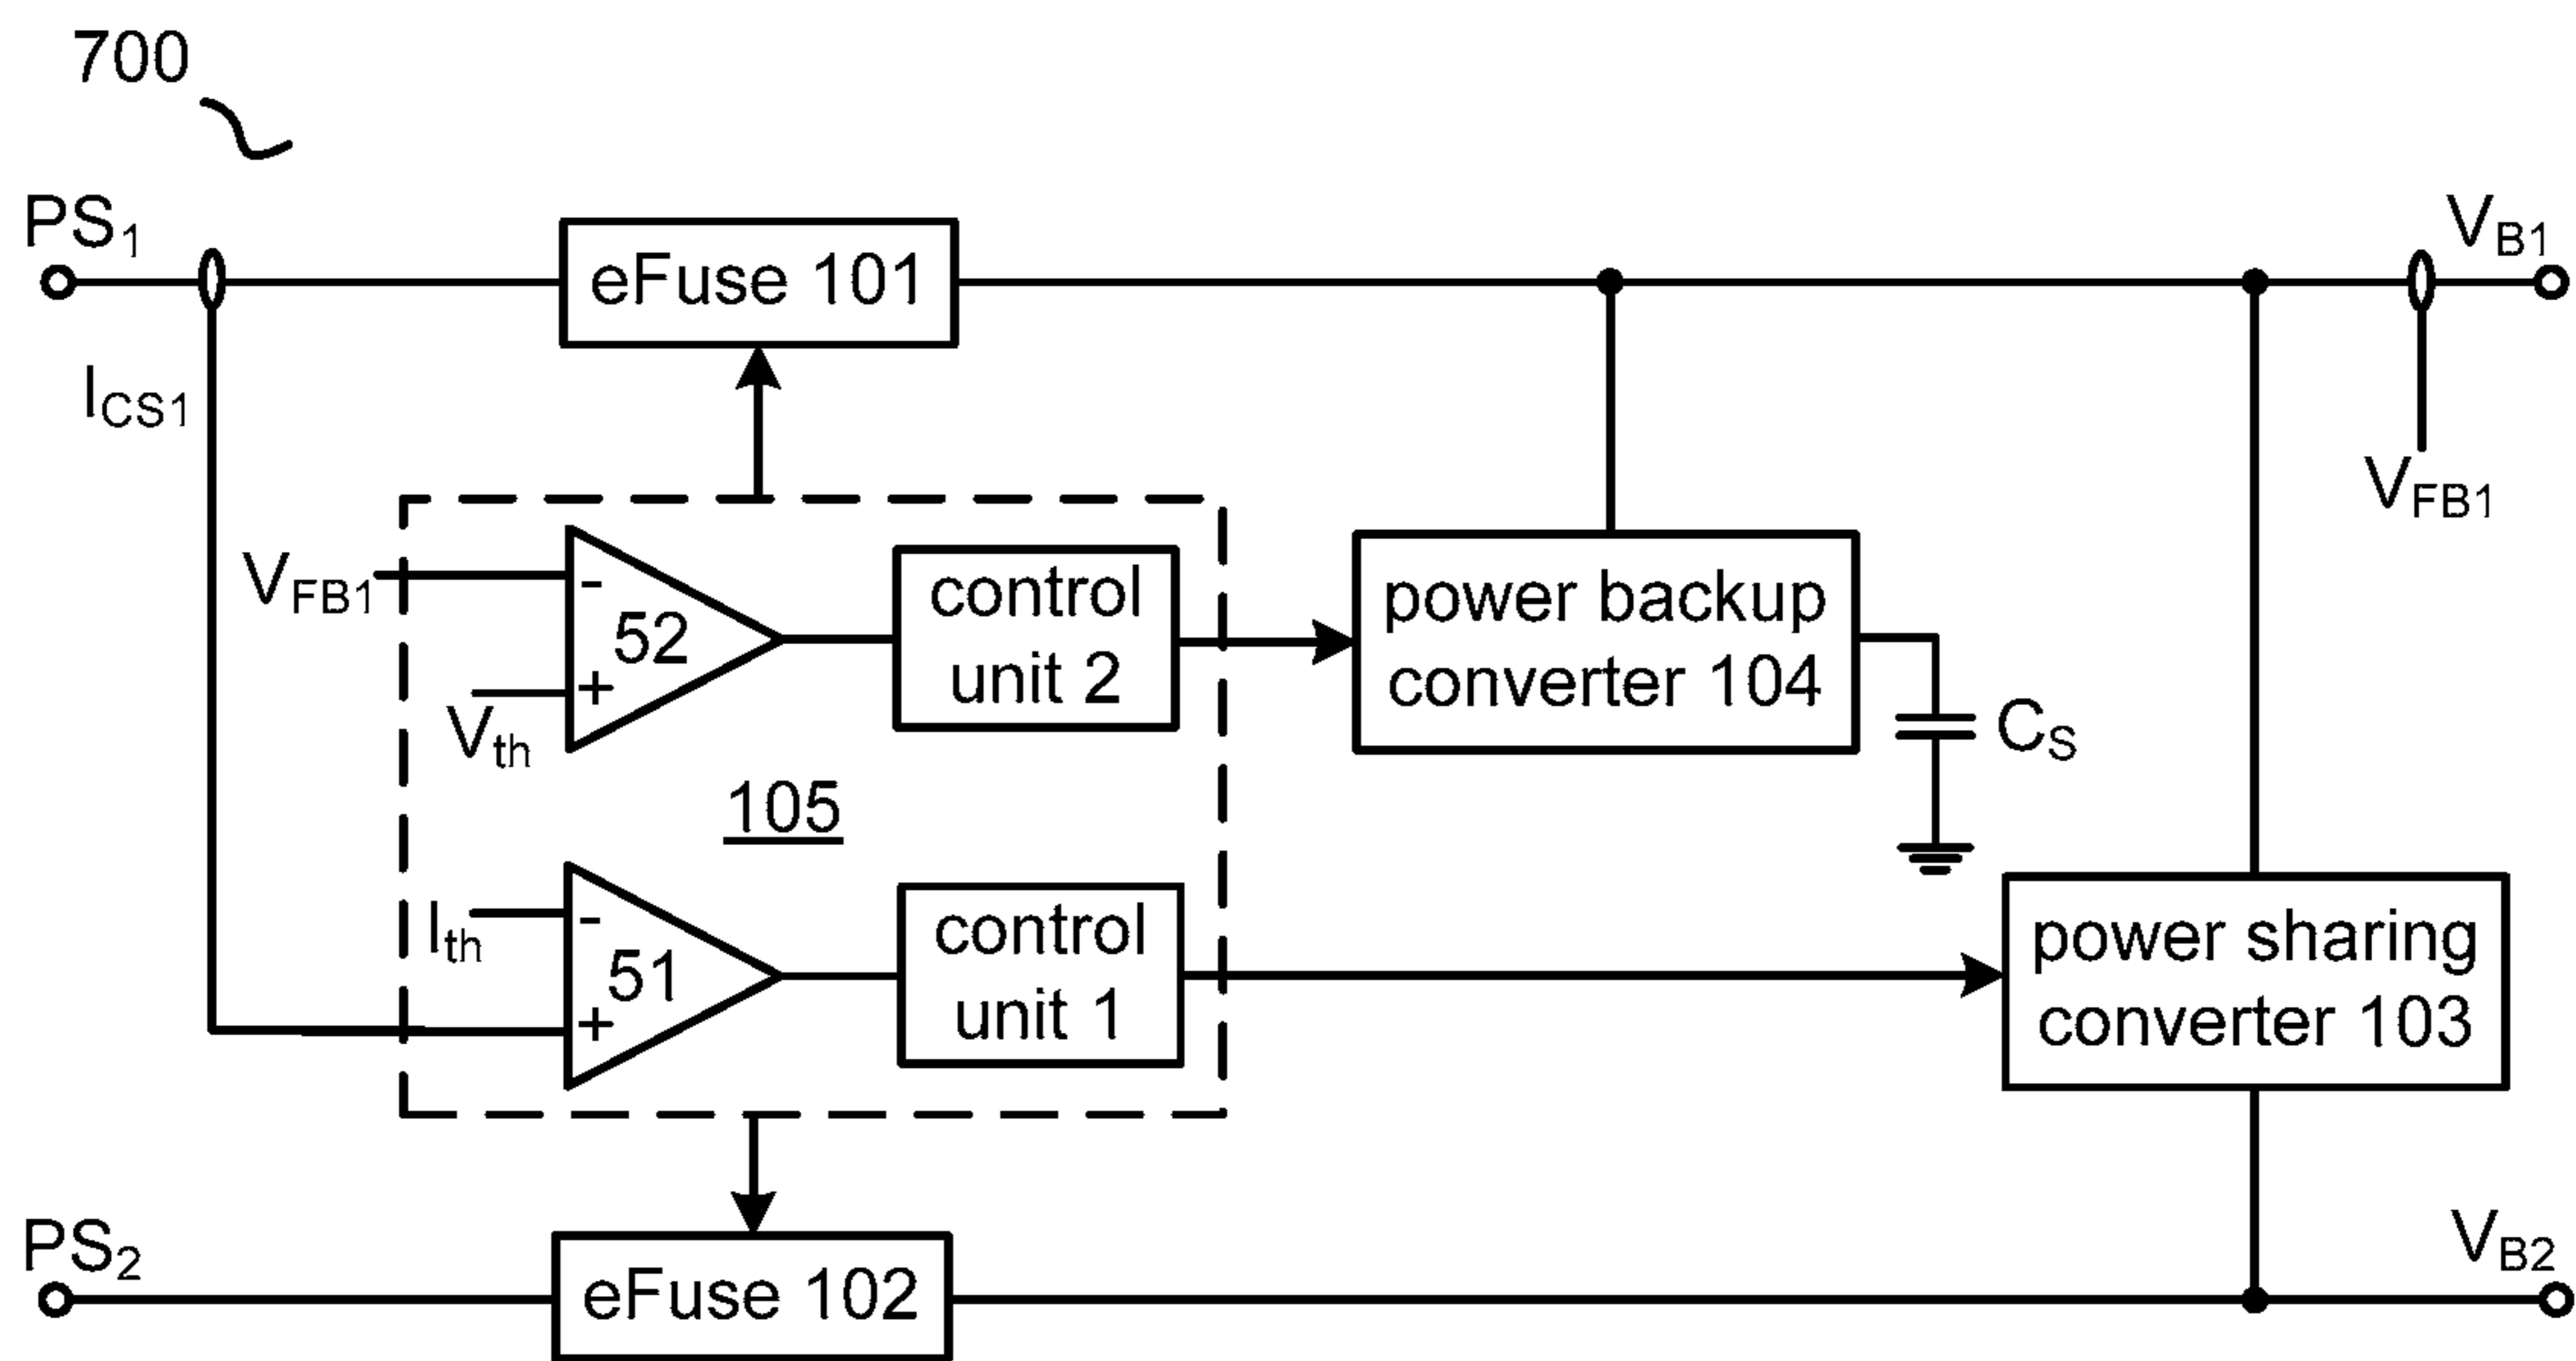 700
PS1
eFuse 101
VB1
ICS1
VFB1
VFB1
-
52
+
Vth
control
unit 2
power backup
converter 104
CS
105
Ith
-
51
+
control
unit 1
power sharing
converter 103
PS2
eFuse 102
VB2